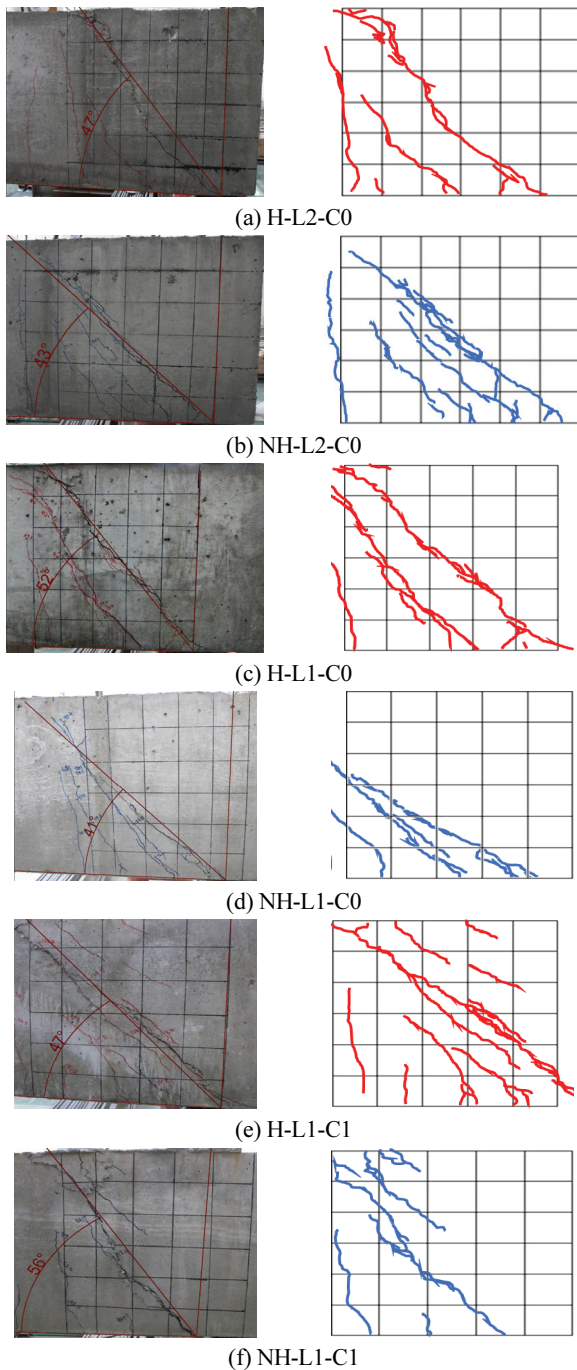 47°
(a) H-L2-C0
43°
(b) NH-L2-C0
52°
(c) H-L1-C0
41°
(d) NH-L1-C0
47°
(e) H-L1-C1
56°
(f) NH-L1-C1